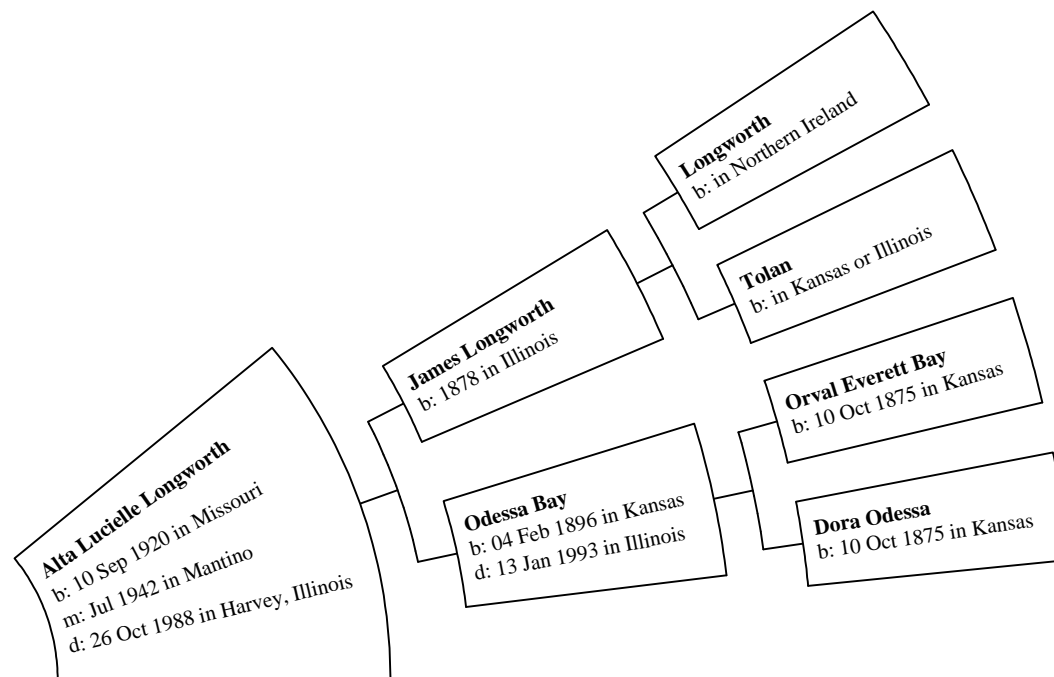 Longworth
b: in Northern Ireland
Tolan
b: in Kansas or Illinois
James Longworth
b: 1878 in Illinois
Orval Everett Bay
b: 10 Oct 1875 in Kansas
Odessa Bay
b: 04 Feb 1896 in Kansas
d: 13 Jan 1993 in Illinois
Dora Odessa
b: 10 Oct 1875 in Kansas
Alta Lucielle Longworth
b: 10 Sep 1920 in Missouri
m: Jul 1942 in Mantino
d: 26 Oct 1988 in Harvey, Illinois